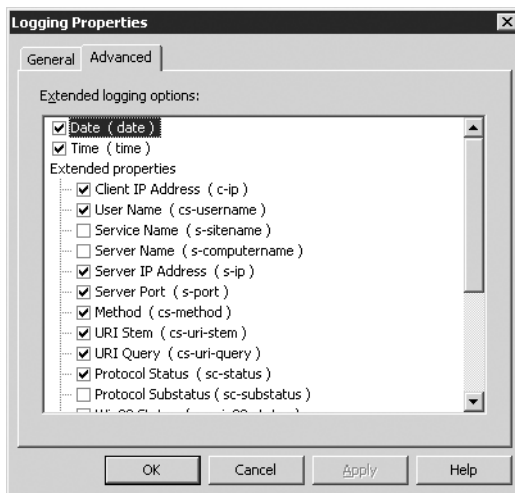 Logging Properties
General Advanced
Extended logging options:
Date ( date )
Time ( time )
Extended properties
Client IP Address ( c-ip )
User Name ( cs-username )
Service Name ( s-sitename )
Server Name ( s-computername )
Server IP Address ( s-ip )
Server Port ( s-port )
Method ( cs-method )
URI Stem ( cs-uri-stem )
URI Query ( cs-uri-query )
Protocol Status ( sc-status )
Protocol Substatus ( sc-substatus )
OK Cancel Apply Help